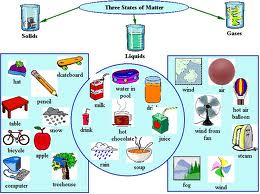 Three States of Matter
Solids
Gases
Liquids
hat
skateboard
pencil
table
snow
bicycle
apple
computer
treehouse
milk
water in
pool
drink
hot
chocolate
juice
rain
soup
wind
air
hot air
balloon
wind from
fan
steam
fog
wind